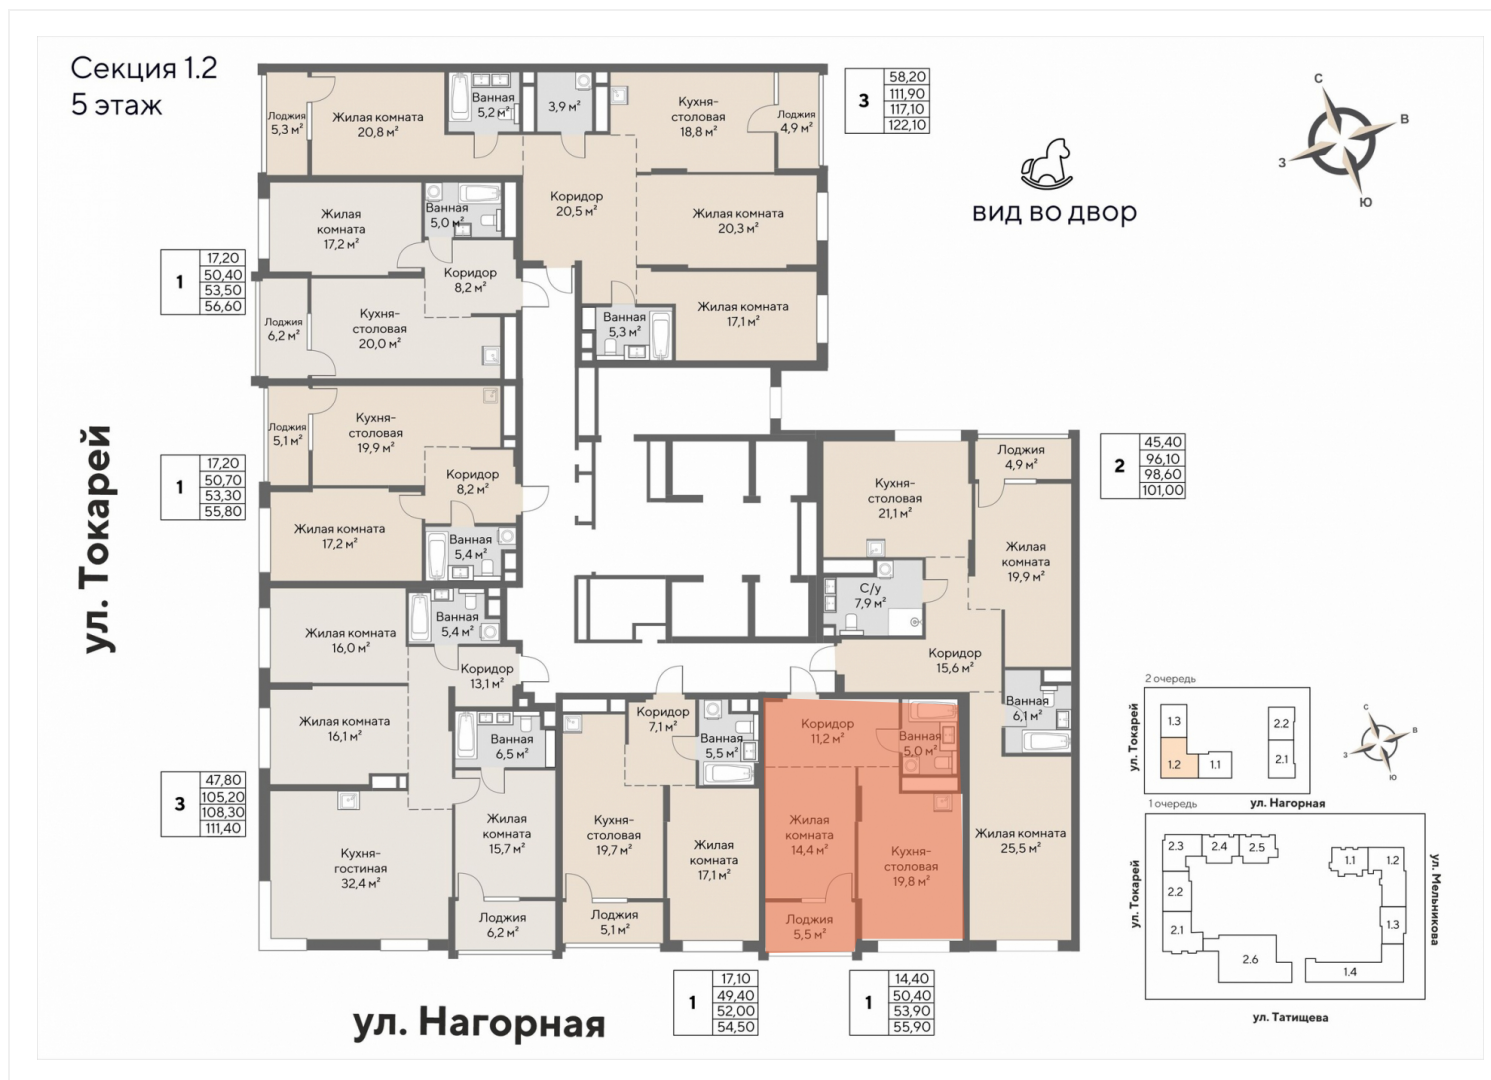 Секция 1.2
5 этаж
Лоджия
5,3 м²
Жилая комната
20,8 м²
Ванная
5,2 м²
3,9 м²
Кухня-
столовая
18,8 м²
Лоджия
4,9 м²
3
58,20
111,90
117,10
122,10
С
В
З
Ю
вид во двор
Жилая
комната
17,2 м²
Ванная
5,0 м²
Коридор
20,5 м²
Жилая комната
20,3 м²
1
17,20
50,40
53,50
56,60
Коридор
8,2 м²
Лоджия
6,2 м²
Кухня-
столовая
20,0 м²
Ванная
5,3 м²
Жилая комната
17,1 м²
ул. Токарей
1
17,20
50,70
53,30
55,80
Лоджия
5,1 м²
Кухня-
столовая
19,9 м²
Коридор
8,2 м²
Жилая комната
17,2 м²
Ванная
5,4 м²
Кухня-
столовая
21,1 м²
Лоджия
4,9 м²
2
45,40
96,10
98,60
101,00
Жилая
комната
19,9 м²
С/у
7,9 м²
Жилая комната
16,0 м²
Ванная
5,4 м²
Коридор
13,1 м²
Коридор
15,6 м²
Жилая комната
16,1 м²
Ванная
6,5 м²
Коридор
7,1 м²
Ванная
5,5 м²
Коридор
11,2 м²
Ванная
5,0 м²
Ванная
6,1 м²
3
47,80
105,20
108,30
111,40
Кухня-
гостиная
32,4 м²
Жилая
комната
15,7 м²
Кухня-
столовая
19,7 м²
Жилая
комната
17,1 м²
Жилая
комната
14,4 м²
Кухня-
столовая
19,8 м²
Жилая комната
25,5 м²
Лоджия
6,2 м²
Лоджия
5,1 м²
Лоджия
5,5 м²
1
17,10
49,40
52,00
54,50
1
14,40
50,40
53,90
55,90
ул. Нагорная
2 очередь
ул. Токарей
1.3
1.2
1.1
2.2
2.1
С
В
З
Ю
ул. Нагорная
1 очередь
ул. Токарей
2.3
2.4
2.5
1.1
1.2
2.2
2.1
1.3
2.6
1.4
ул. Мельникова
ул. Татищева